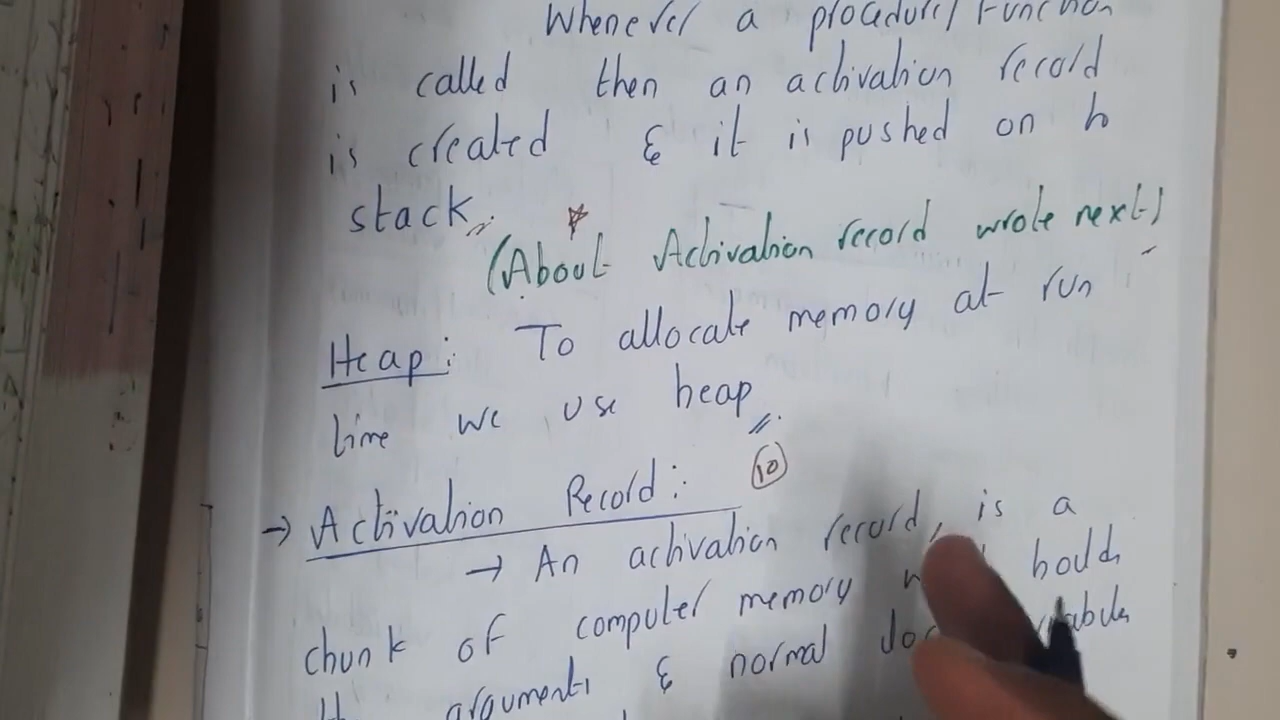 Whenever a procedure/Function
is called then an activation record
is created & it is pushed on to
stack
(About Activation record wrote next)
Heap: To allocate memory at run
time we use heap
→ Activation Record: 10
→ An activation record, is a
chunk of computer memory holds
arguments & normal